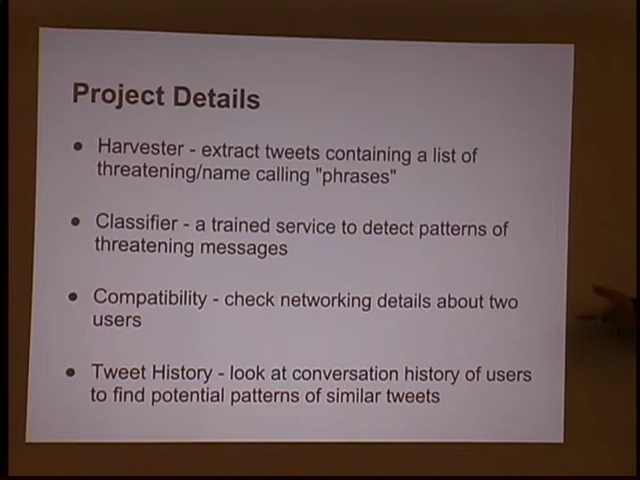 Project Details
• Harvester - extract tweets containing a list of
threatening/name calling "phrases"
• Classifier - a trained service to detect patterns of
threatening messages
• Compatibility - check networking details about two
users
• Tweet History - look at conversation history of users
to find potential patterns of similar tweets